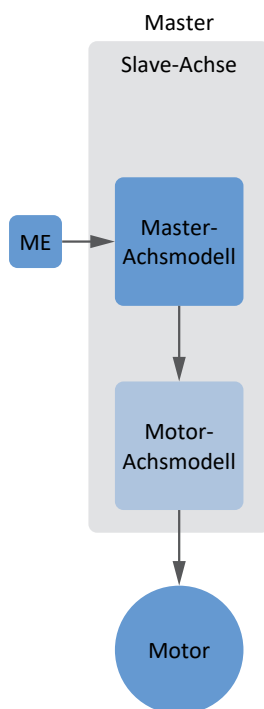 Master
Slave-Achse
ME
Master-
Achsmodell
Motor-
Achsmodell
Motor